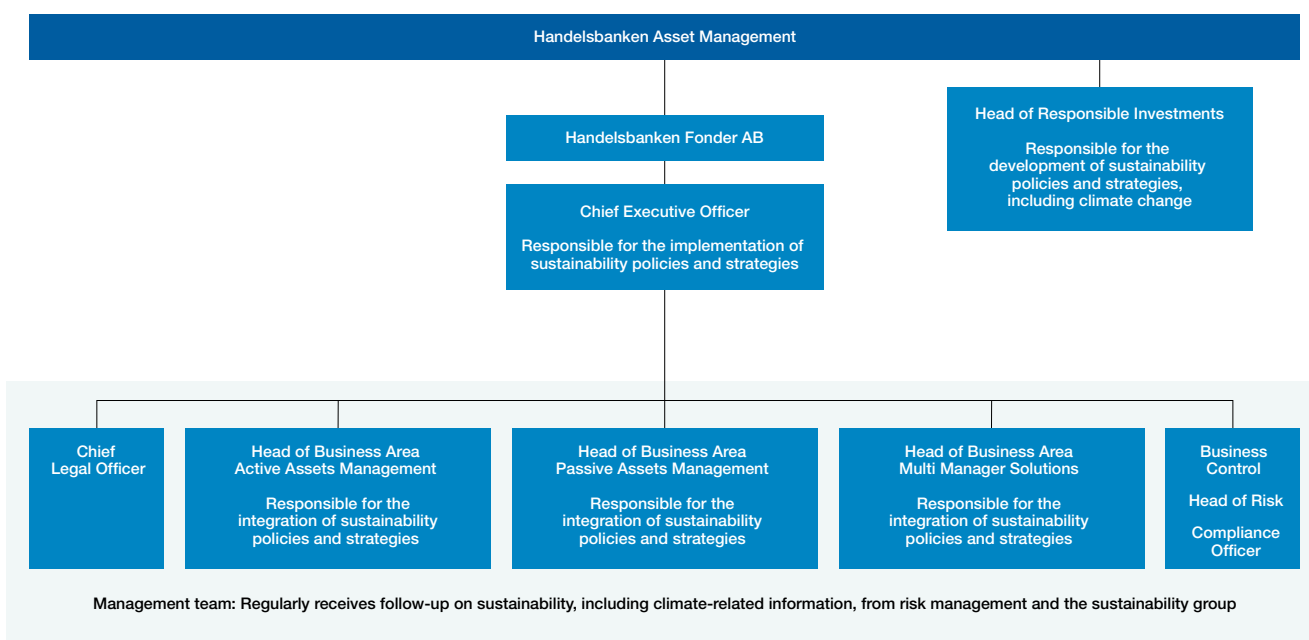 Handelsbanken Asset Management
Head of Responsible Investments
Responsible for the
development of sustainability
policies and strategies,
including climate change
Handelsbanken Fonder AB
Chief Executive Officer
Responsible for the implementation of
sustainability policies and strategies
Chief
Legal Officer
Head of Business Area
Active Assets Management
Responsible for the
integration of sustainability
policies and strategies
Head of Business Area
Passive Assets Management
Responsible for the
integration of sustainability
policies and strategies
Head of Business Area
Multi Manager Solutions
Responsible for the
integration of sustainability
policies and strategies
Business
Control
Head of Risk
Compliance
Officer
Management team: Regularly receives follow-up on sustainability, including climate-related information, from risk management and the sustainability group